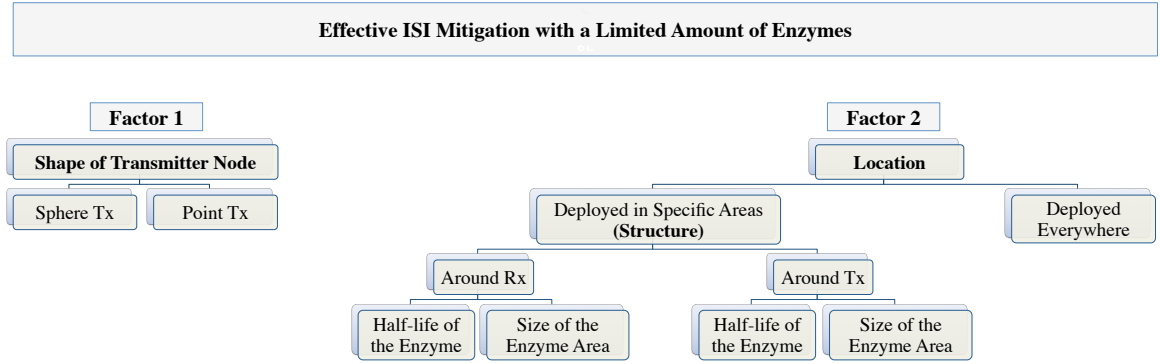 Effective ISI Mitigation with a Limited Amount of Enzymes
Factor 1
Factor 2
Shape of Transmitter Node
Location
Sphere Tx
Point Tx
Deployed in Specific Areas
(Structure)
Deployed
Everywhere
Around Rx
Around Tx
Half-life of
the Enzyme
Size of the
Enzyme Area
Half-life of
the Enzyme
Size of the
Enzyme Area